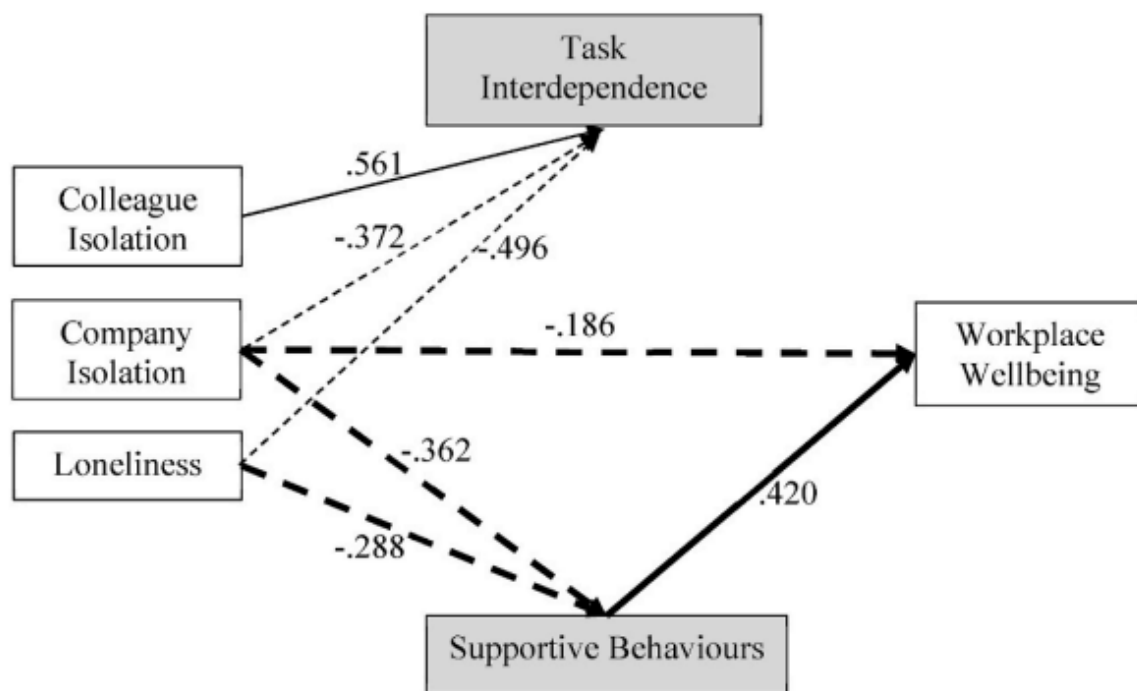 Task
Interdependence
.561
Colleague
Isolation
-.372
-.496
Company
Isolation
-.186
Workplace
Wellbeing
Loneliness
-.362
.420
-.288
Supportive Behaviours